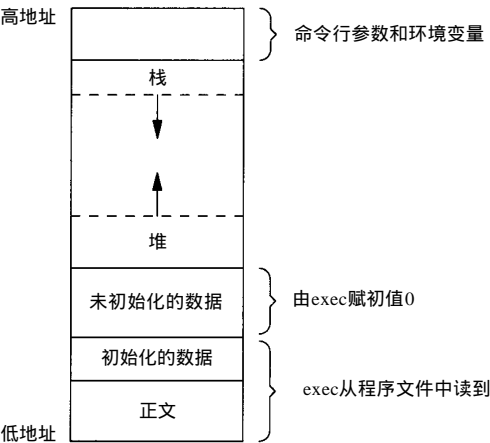 高地址
命令行参数和环境变量
栈
堆
未初始化的数据
由exec赋初值0
初始化的数据
exec从程序文件中读到
正文
低地址